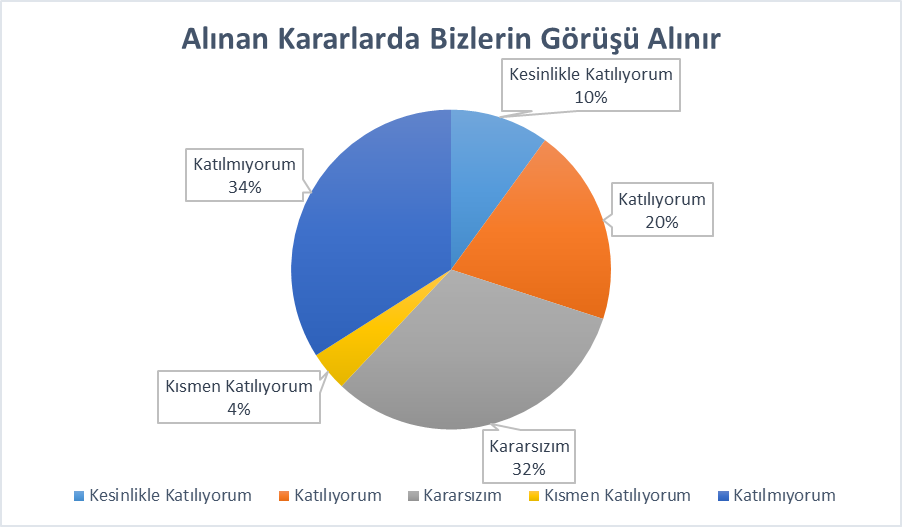 Alınan Kararlarda Bizlerin Görüşü Alınır
Kesinlikle Katılıyorum
10%
Katılmıyorum
34%
Katılıyorum
20%
Kısmen Katılıyorum
4%
Kararsızım
32%
Kesinlikle Katılıyorum Katılıyorum Kararsızım Kısmen Katılıyorum Katılmıyorum